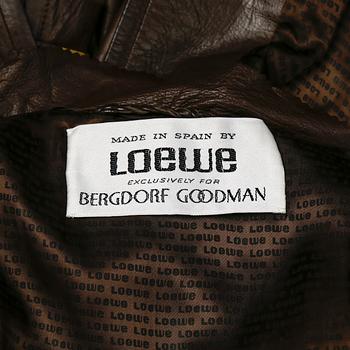 MADE IN SPAIN BY
LOEWE
EXCLUSIVELY FOR
BERGDORF GOODMAN